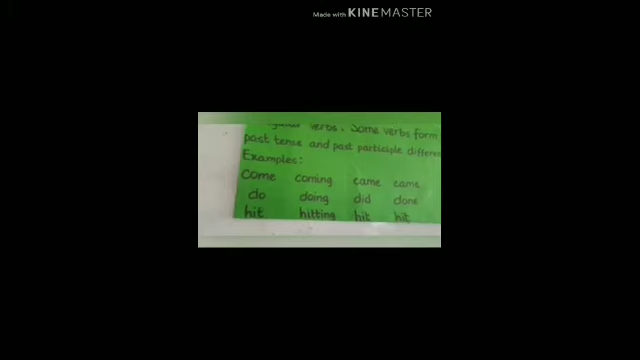 Made with KINEMASTER
verbs. Some verbs form
past tense and past participle differe
Examples:
come coming came came
do doing did done
hit hitting hit hit